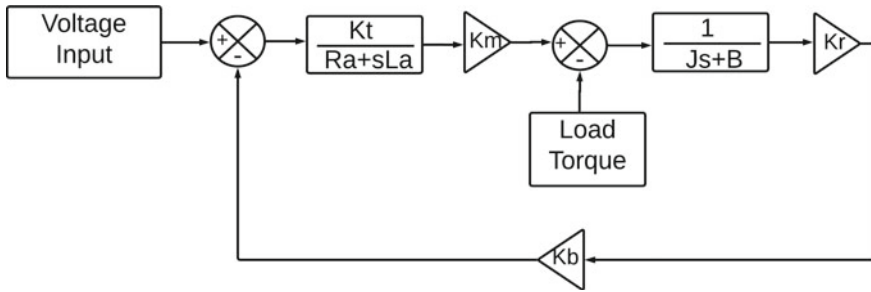 Voltage
Input
+
-
Kt
Ra+sLa
Km
+
-
1
Js+B
Kr
Load
Torque
Kb